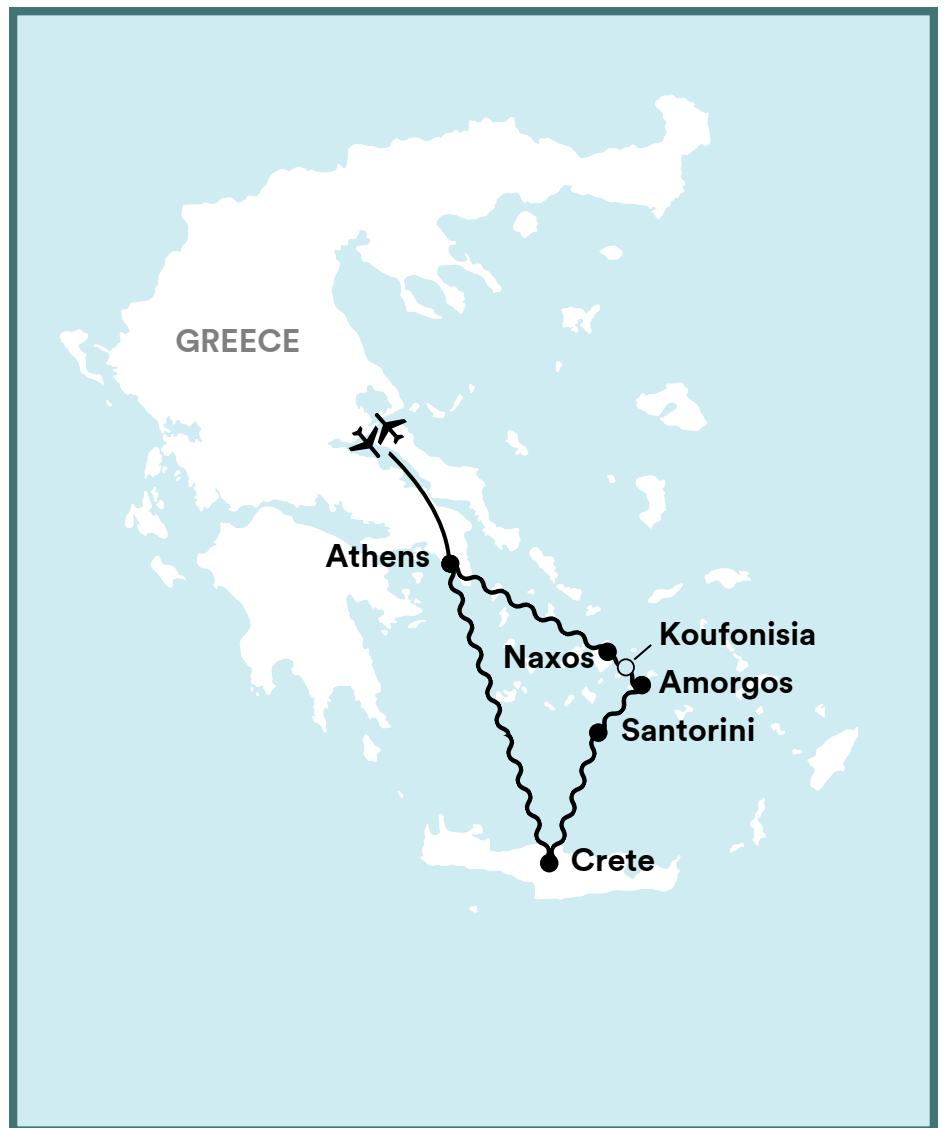 GREECE
Athens
Koufonisia
Naxos
Amorgos
Santorini
Crete